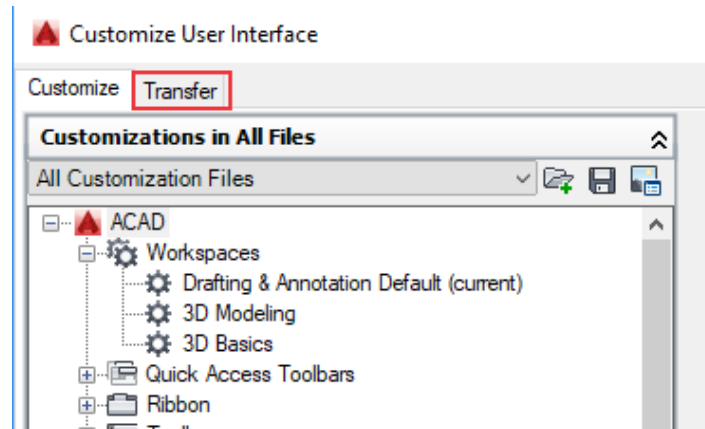 Customize User Interface
Customize Transfer
Customizations in All Files
All Customization Files
ACAD
Workspaces
Drafting & Annotation Default (current)
3D Modeling
3D Basics
Quick Access Toolbars
Ribbon